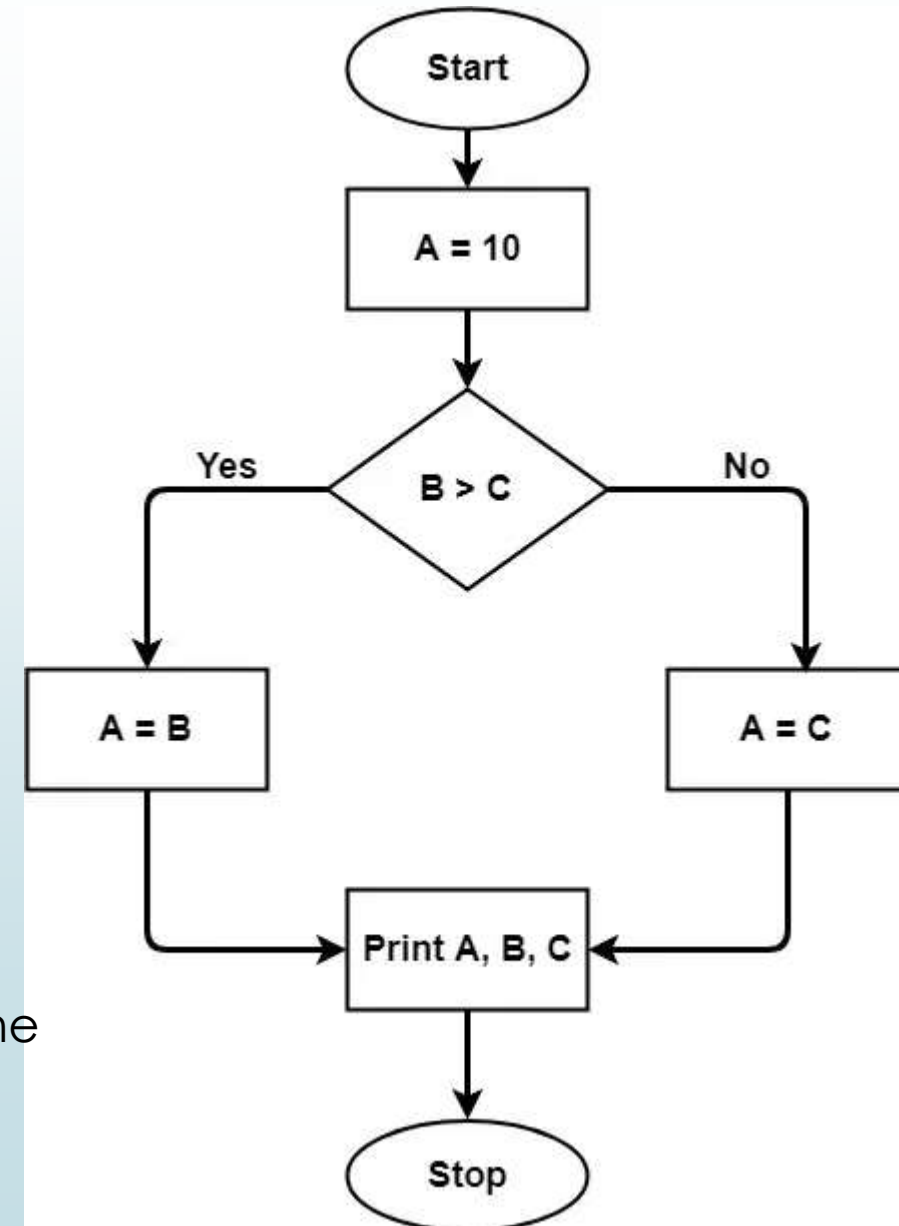 Start
A = 10
B > C
Yes
No
A = B
A = C
Print A, B, C
Stop